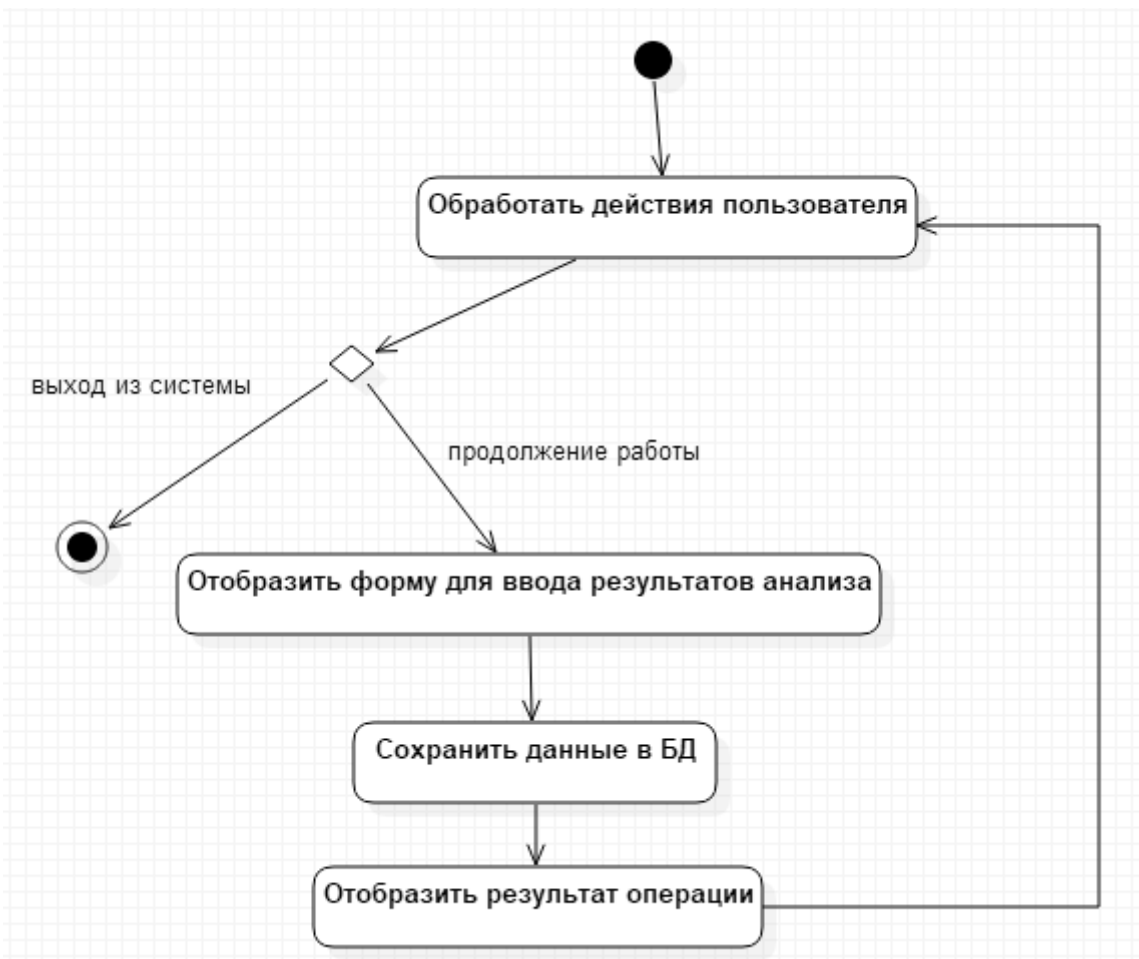 Обработать действия пользователя
выход из системы
продолжение работы
Отобразить форму для ввода результатов анализа
Сохранить данные в БД
Отобразить результат операции